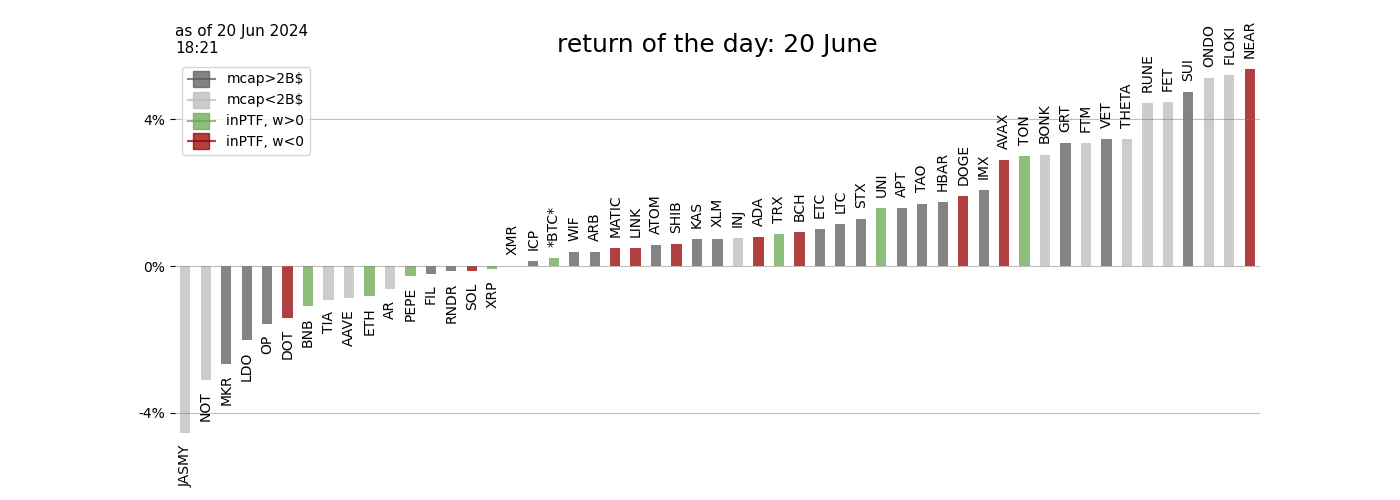 as of 20 Jun 2024
18:21
return of the day: 20 June
mcap>2B$
mcap<2B$
inPTF, w>0
inPTF, w<0
4%
0%
-4%
JASMY
NOT
MKR
LDO
OP
DOT
BNB
TIA
AAVE
ETH
AR
PEPE
FIL
RNDR
SOL
XRP
XMR
ICP
*BTC*
WIF
ARB
MATIC
LINK
ATOM
SHIB
KAS
XLM
INJ
ADA
TRX
BCH
ETC
LTC
STX
UNI
APT
TAO
HBAR
DOGE
IMX
AVAX
TON
BONK
GRT
FTM
VET
THETA
RUNE
FET
SUI
ONDO
FLOKI
NEAR